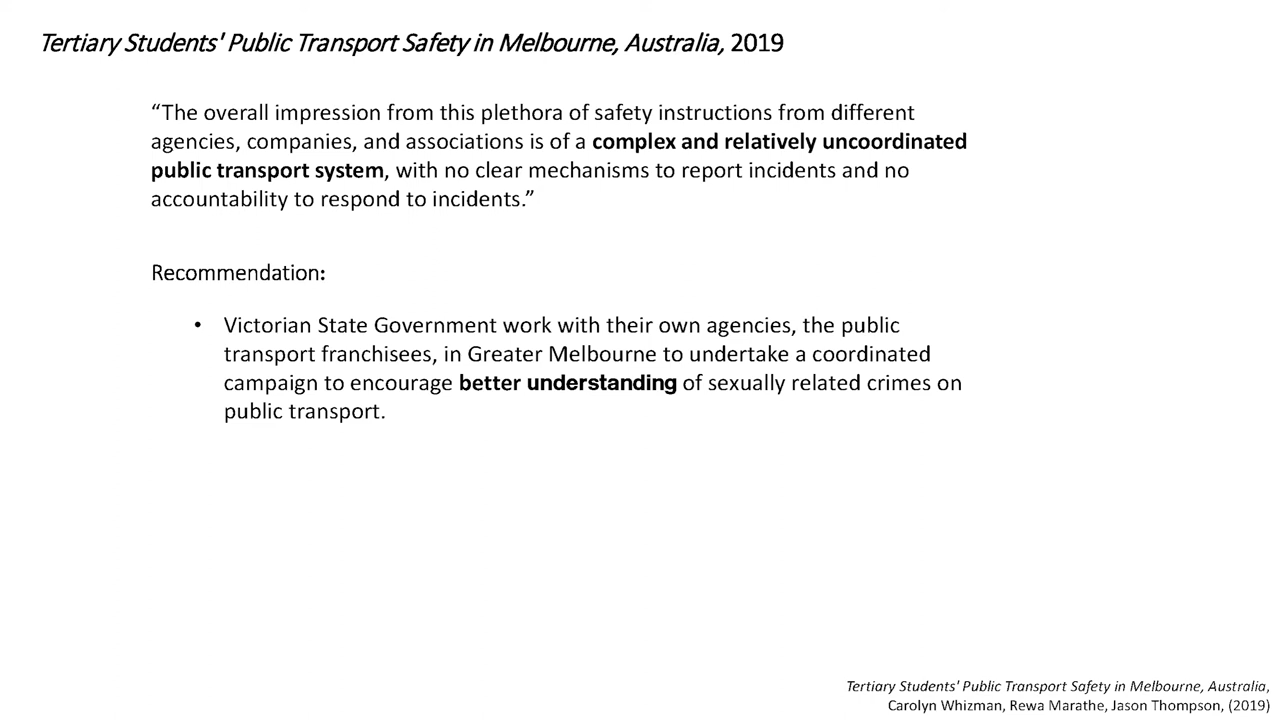 Tertiary Students' Public Transport Safety in Melbourne, Australia, 2019
“The overall impression from this plethora of safety instructions from different
agencies, companies, and associations is of a complex and relatively uncoordinated
public transport system, with no clear mechanisms to report incidents and no
accountability to respond to incidents.”
Recommendation:
• Victorian State Government work with their own agencies, the public
transport franchisees, in Greater Melbourne to undertake a coordinated
campaign to encourage better understanding of sexually related crimes on
public transport.
Tertiary Students' Public Transport Safety in Melbourne, Australia,
Carolyn Whizman, Rewa Marathe, Jason Thompson, (2019)